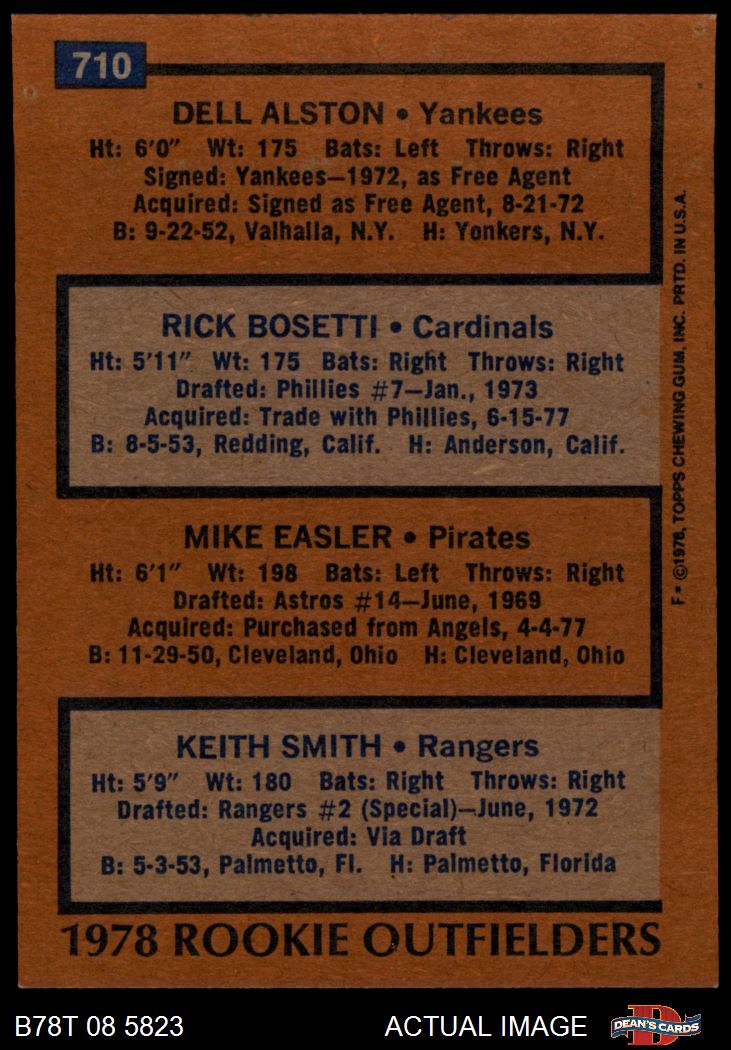 710
DELL ALSTON • Yankees
Ht: 6'0" Wt: 175 Bats: Left Throws: Right
Signed: Yankees—1972, as Free Agent
Acquired: Signed as Free Agent, 8-21-72
B: 9-22-52, Valhalla, N.Y. H: Yonkers, N.Y.
RICK BOSETTI • Cardinals
Ht: 5'11" Wt: 175 Bats: Right Throws: Right
Drafted: Phillies #7—Jan., 1973
Acquired: Trade with Phillies, 6-15-77
B: 8-5-53, Redding, Calif. H: Anderson, Calif.
MIKE EASLER • Pirates
Ht: 6'1" Wt: 198 Bats: Left Throws: Right
Drafted: Astros #14—June, 1969
Acquired: Purchased from Angels, 4-4-77
B: 11-29-50, Cleveland, Ohio H: Cleveland, Ohio
KEITH SMITH • Rangers
Ht: 5'9" Wt: 180 Bats: Right Throws: Right
Drafted: Rangers #2 (Special)—June, 1972
Acquired: Via Draft
B: 5-3-53, Palmetto, Fl. H: Palmetto, Florida
1978 ROOKIE OUTFIELDERS
F* ©1978, TOPPS CHEWING GUM, INC. PRTD. IN U.S.A.
B78T 08 5823 ACTUAL IMAGE
D
DEAN'S CARDS